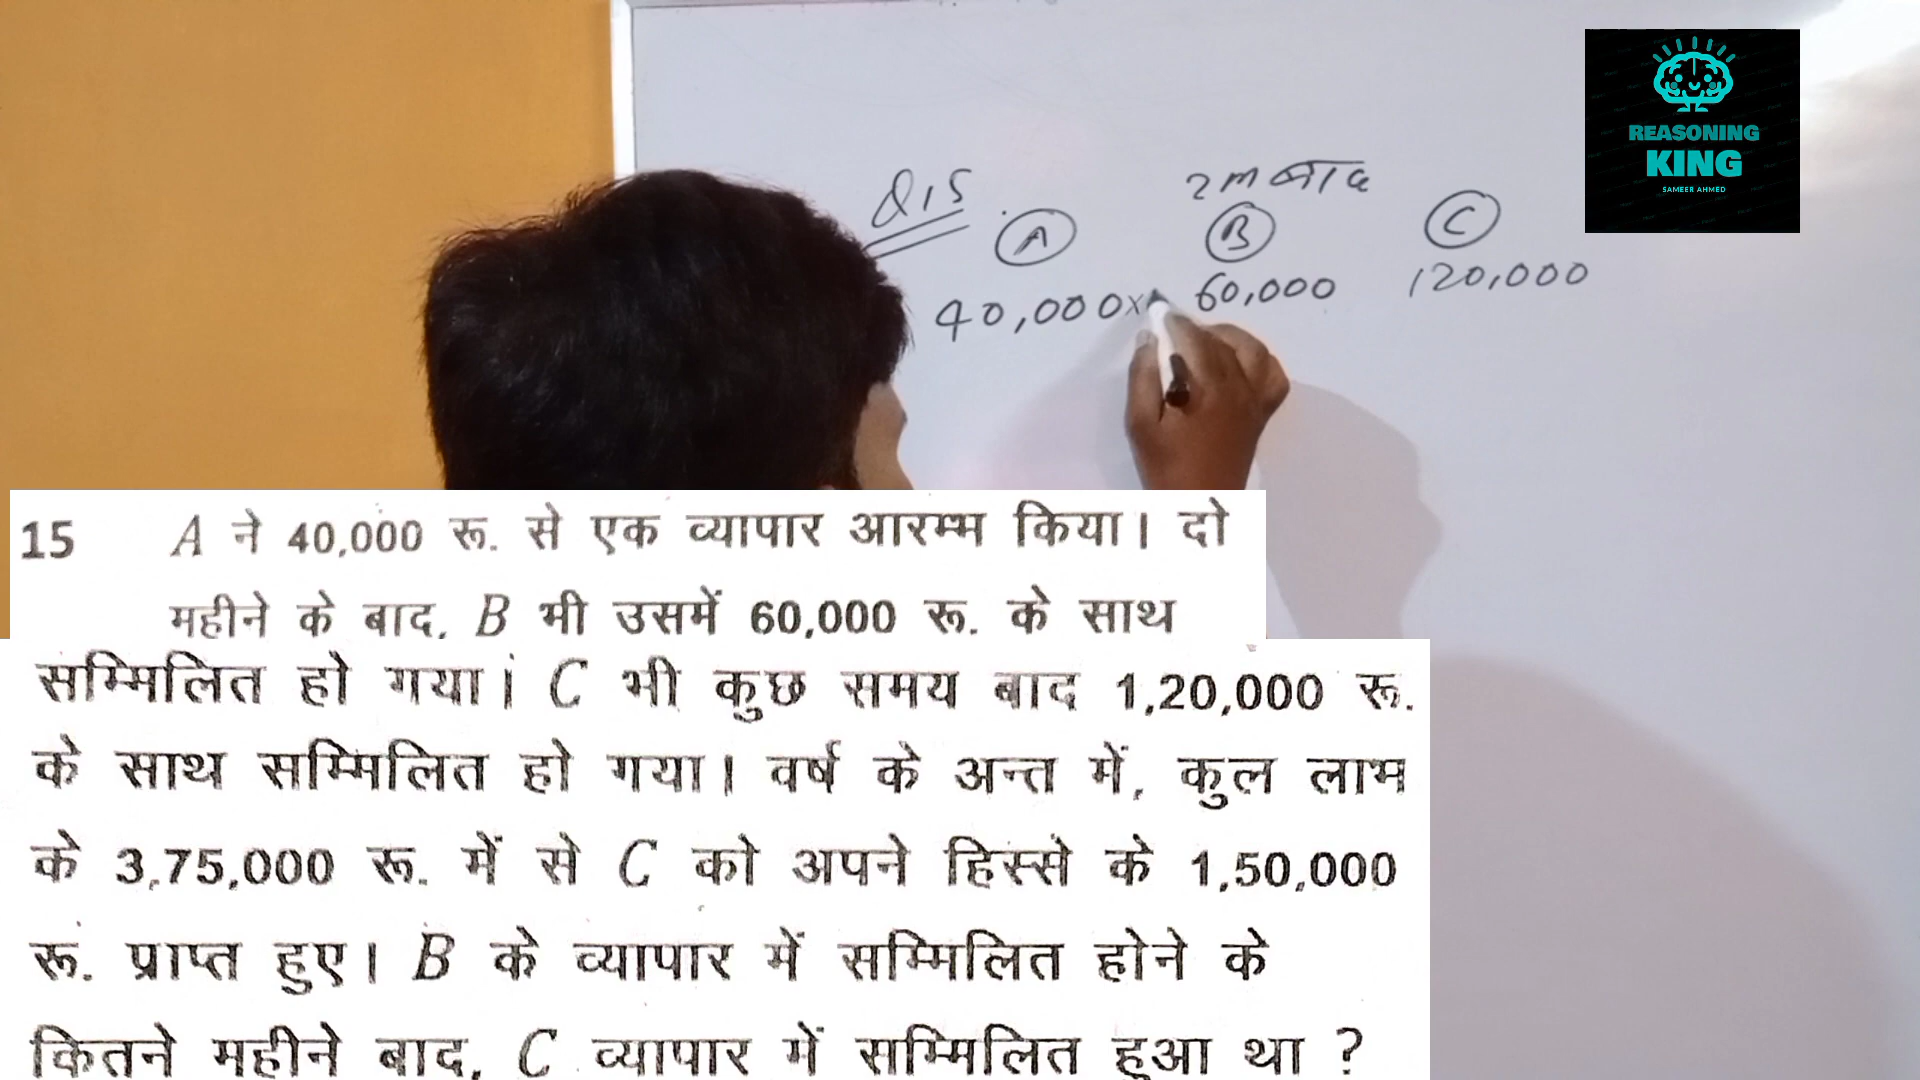 REASONING
KING
SAMEER AHMED
Q15
2m बाद
A B C
40,000× 60,000 120,000
15 A ने 40,000 रू. से एक व्यापार आरम्भ किया। दो
महीने के बाद, B भी उसमें 60,000 रू. के साथ
सम्मिलित हो गया। C भी कुछ समय बाद 1,20,000 रू.
के साथ सम्मिलित हो गया। वर्ष के अन्त में, कुल लाभ
के 3,75,000 रू. में से C को अपने हिस्से के 1,50,000
रू. प्राप्त हुए। B के व्यापार में सम्मिलित होने के
कितने महीने बाद, C व्यापार में सम्मिलित हुआ था ?